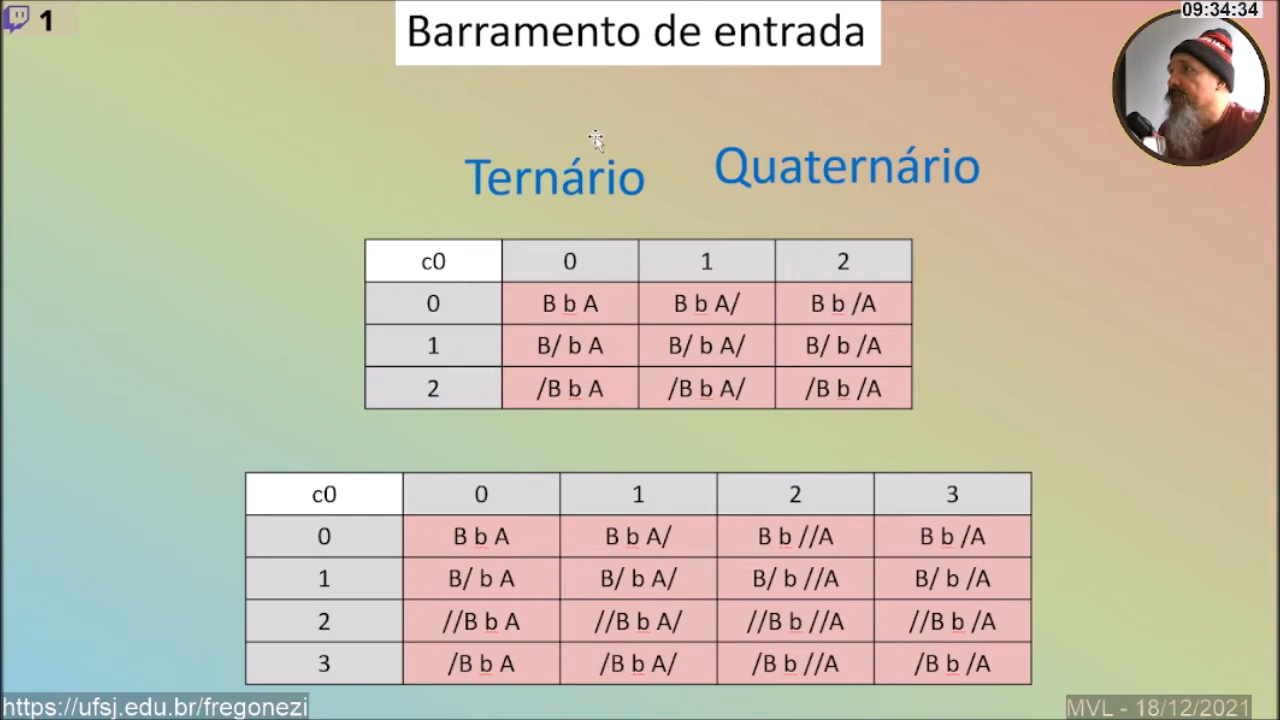 1
Barramento de entrada
09:34:34
Ternário
Quaternário
c0 0 1 2
0 B b A B b A/ B b /A
1 B/ b A B/ b A/ B/ b /A
2 /B b A /B b A/ /B b /A
c0 0 1 2 3
0 B b A B b A/ B b //A B b /A
1 B/ b A B/ b A/ B/ b //A B/ b /A
2 //B b A //B b A/ //B b //A //B b /A
3 /B b A /B b A/ /B b //A /B b /A
https://ufsj.edu.br/fregonezi
MVL - 18/12/2021